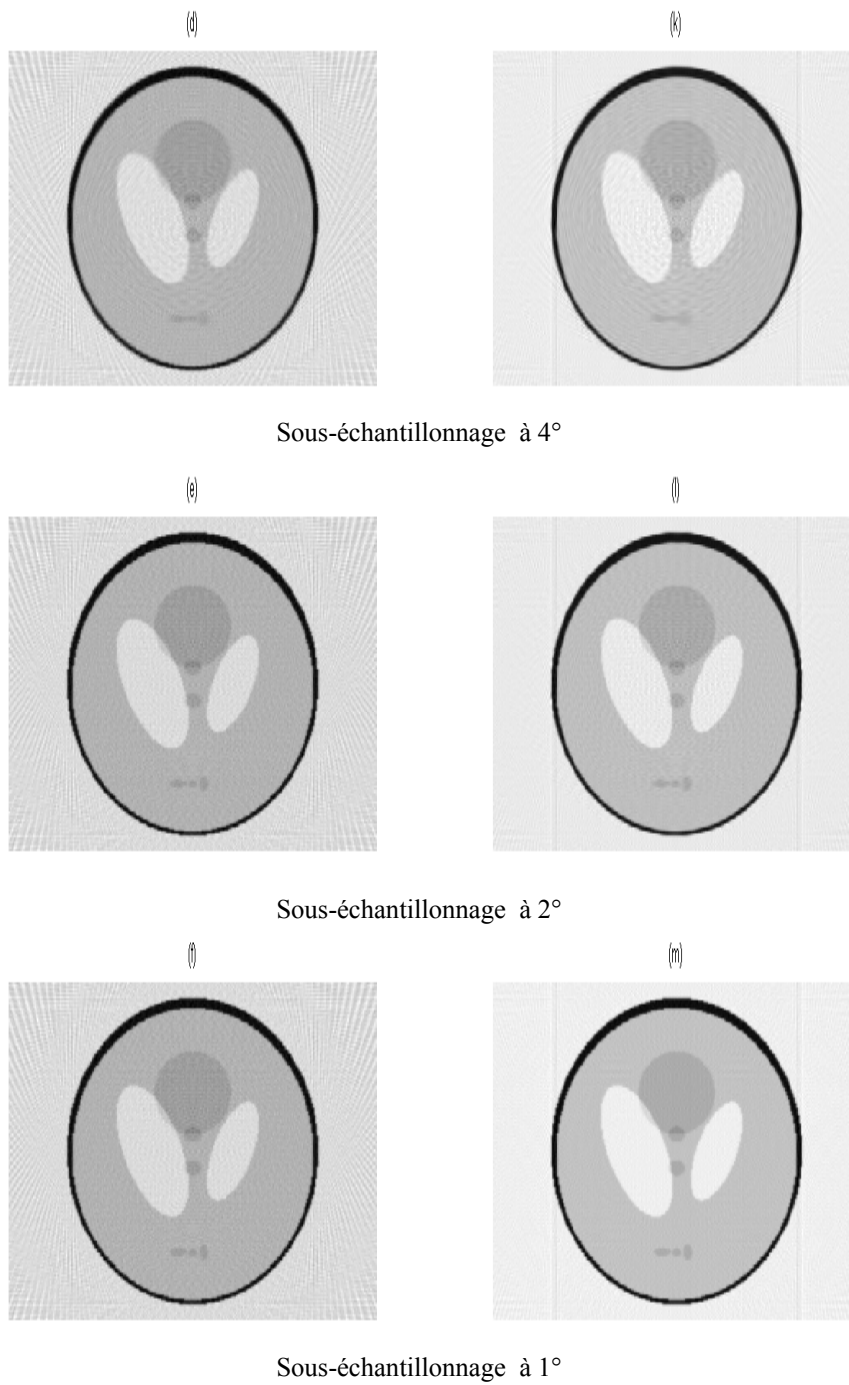 (d) (k)
Sous-échantillonnage à 4°
(e) (l)
Sous-échantillonnage à 2°
(f) (m)
Sous-échantillonnage à 1°